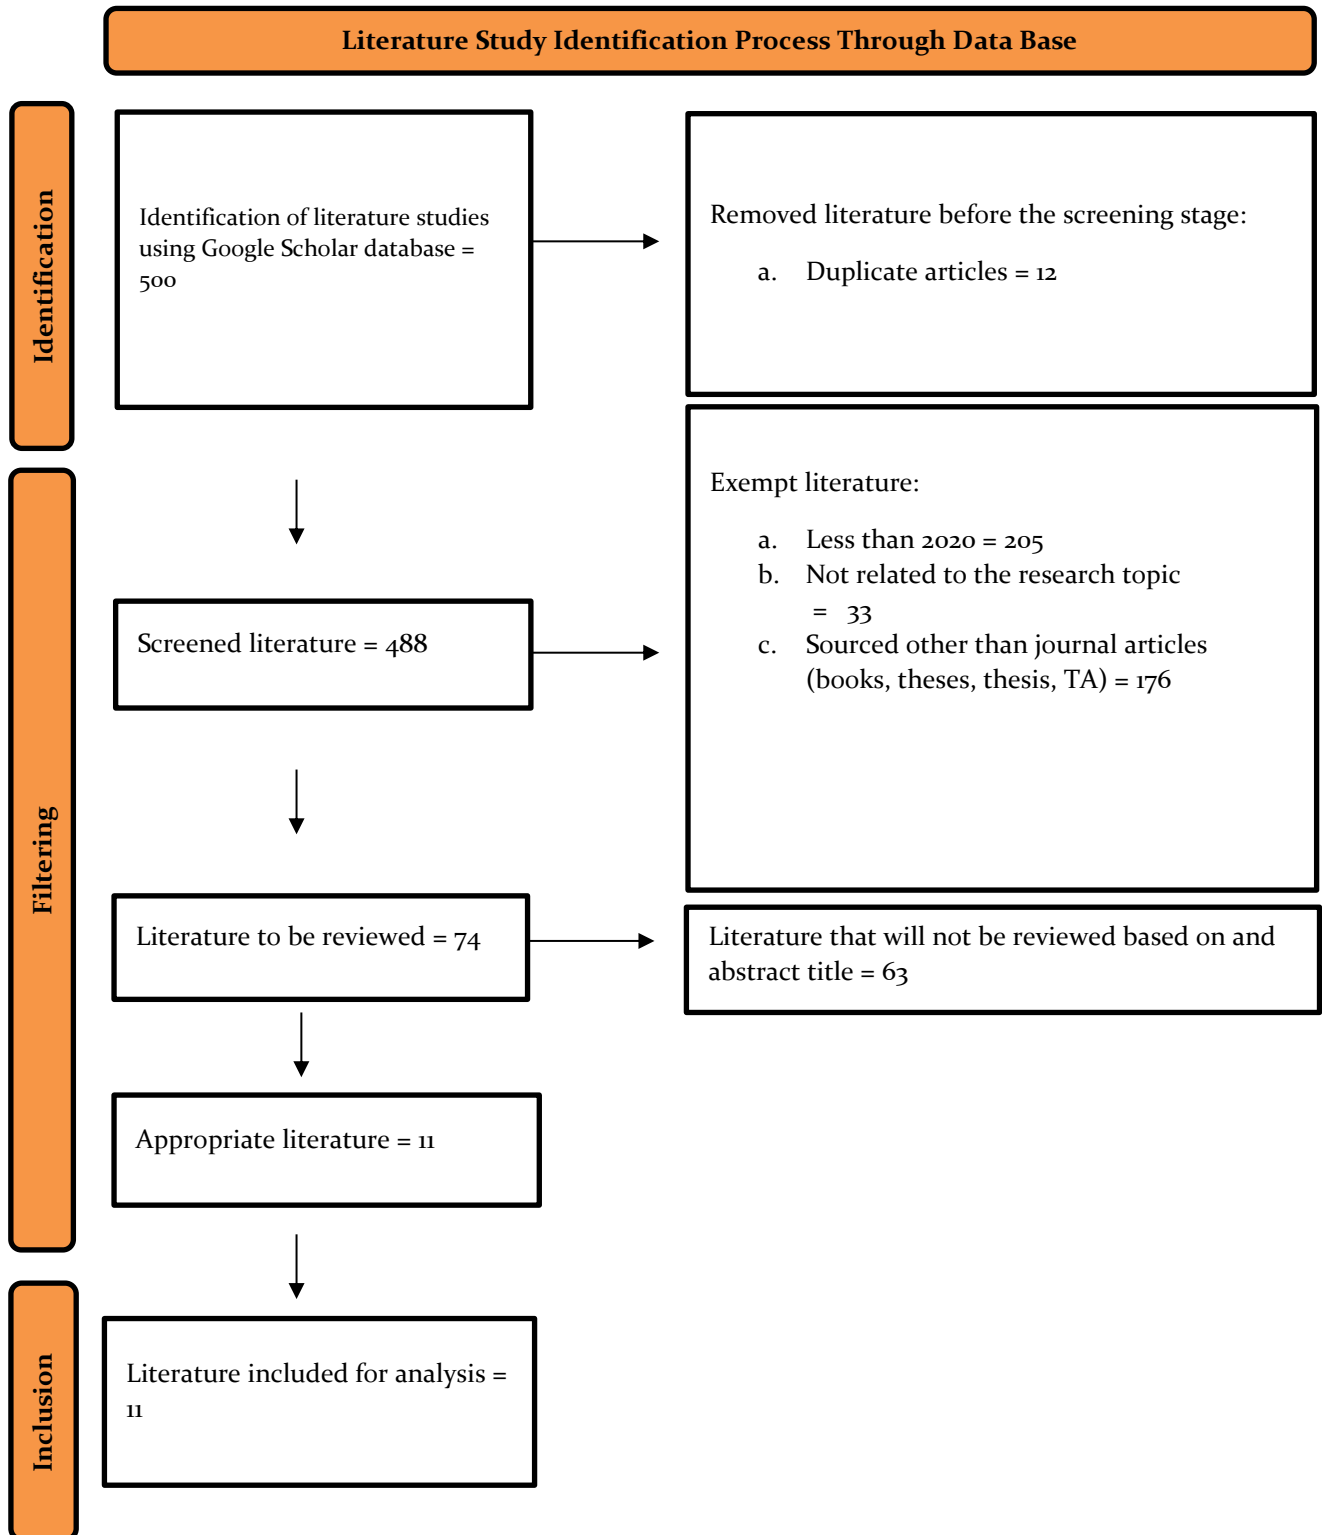 Literature Study Identification Process Through Data Base
Identification
Identification of literature studies
using Google Scholar database =
500
Removed literature before the screening stage:
a. Duplicate articles = 12
Filtering
Screened literature = 488
Exempt literature:
a. Less than 2020 = 205
b. Not related to the research topic
= 33
c. Sourced other than journal articles
(books, theses, thesis, TA) = 176
Literature to be reviewed = 74
Literature that will not be reviewed based on and
abstract title = 63
Appropriate literature = 11
Inclusion
Literature included for analysis =
11